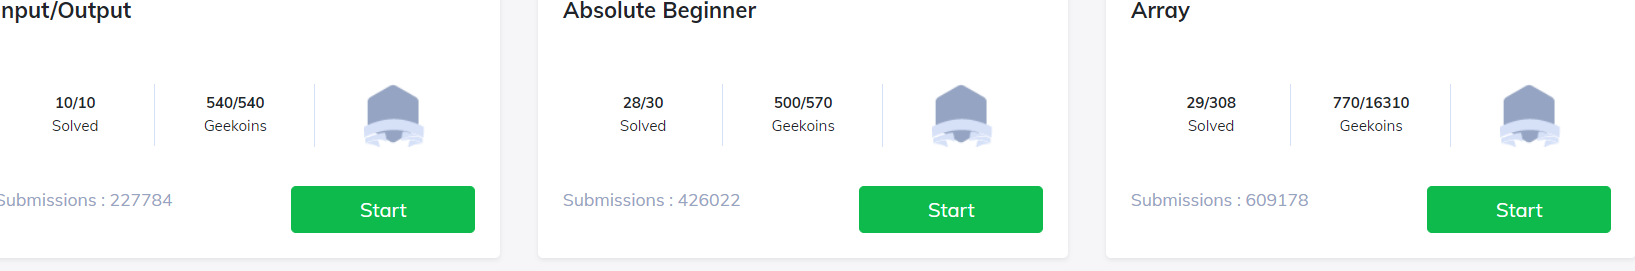 nput/Output
10/10
Solved
540/540
Geekoins
Submissions : 227784
Start
Absolute Beginner
28/30
Solved
500/570
Geekoins
Submissions : 426022
Start
Array
29/308
Solved
770/16310
Geekoins
Submissions : 609178
Start